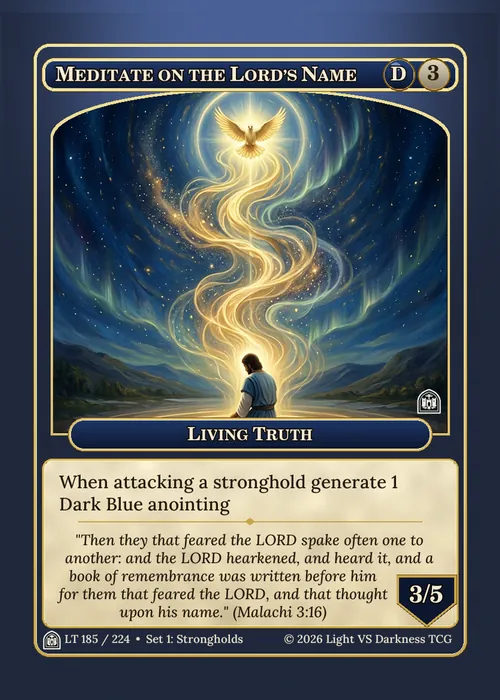 Meditate on the Lord's Name D 3
Living Truth
When attacking a stronghold generate 1
Dark Blue anointing
"Then they that feared the LORD spake often one to
another: and the LORD hearkened, and heard it, and a
book of remembrance was written before him
for them that feared the LORD, and that thought
upon his name." (Malachi 3:16)
3/5
LT 185 / 224 • Set 1: Strongholds © 2026 Light VS Darkness TCG